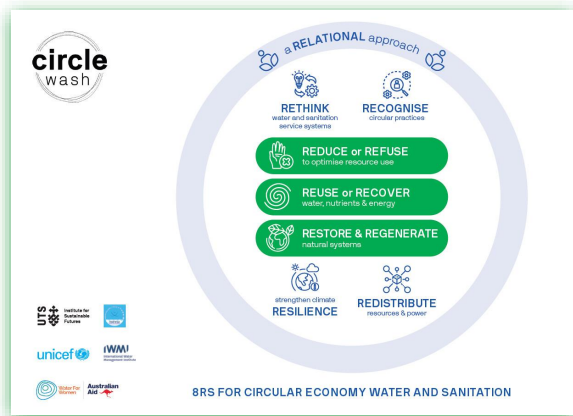 circle
wash
a RELATIONAL approach
RETHINK
water and sanitation
service systems
RECOGNISE
circular practices
REDUCE or REFUSE
to optimise resource use
REUSE or RECOVER
water, nutrients & energy
RESTORE & REGENERATE
natural systems
strengthen climate
RESILIENCE
REDISTRIBUTE
resources & power
UTS
Institute for
Sustainable
Futures
unicef
IWMI
International Water
Management Institute
Water For
Women
Australian
Aid
8RS FOR CIRCULAR ECONOMY WATER AND SANITATION